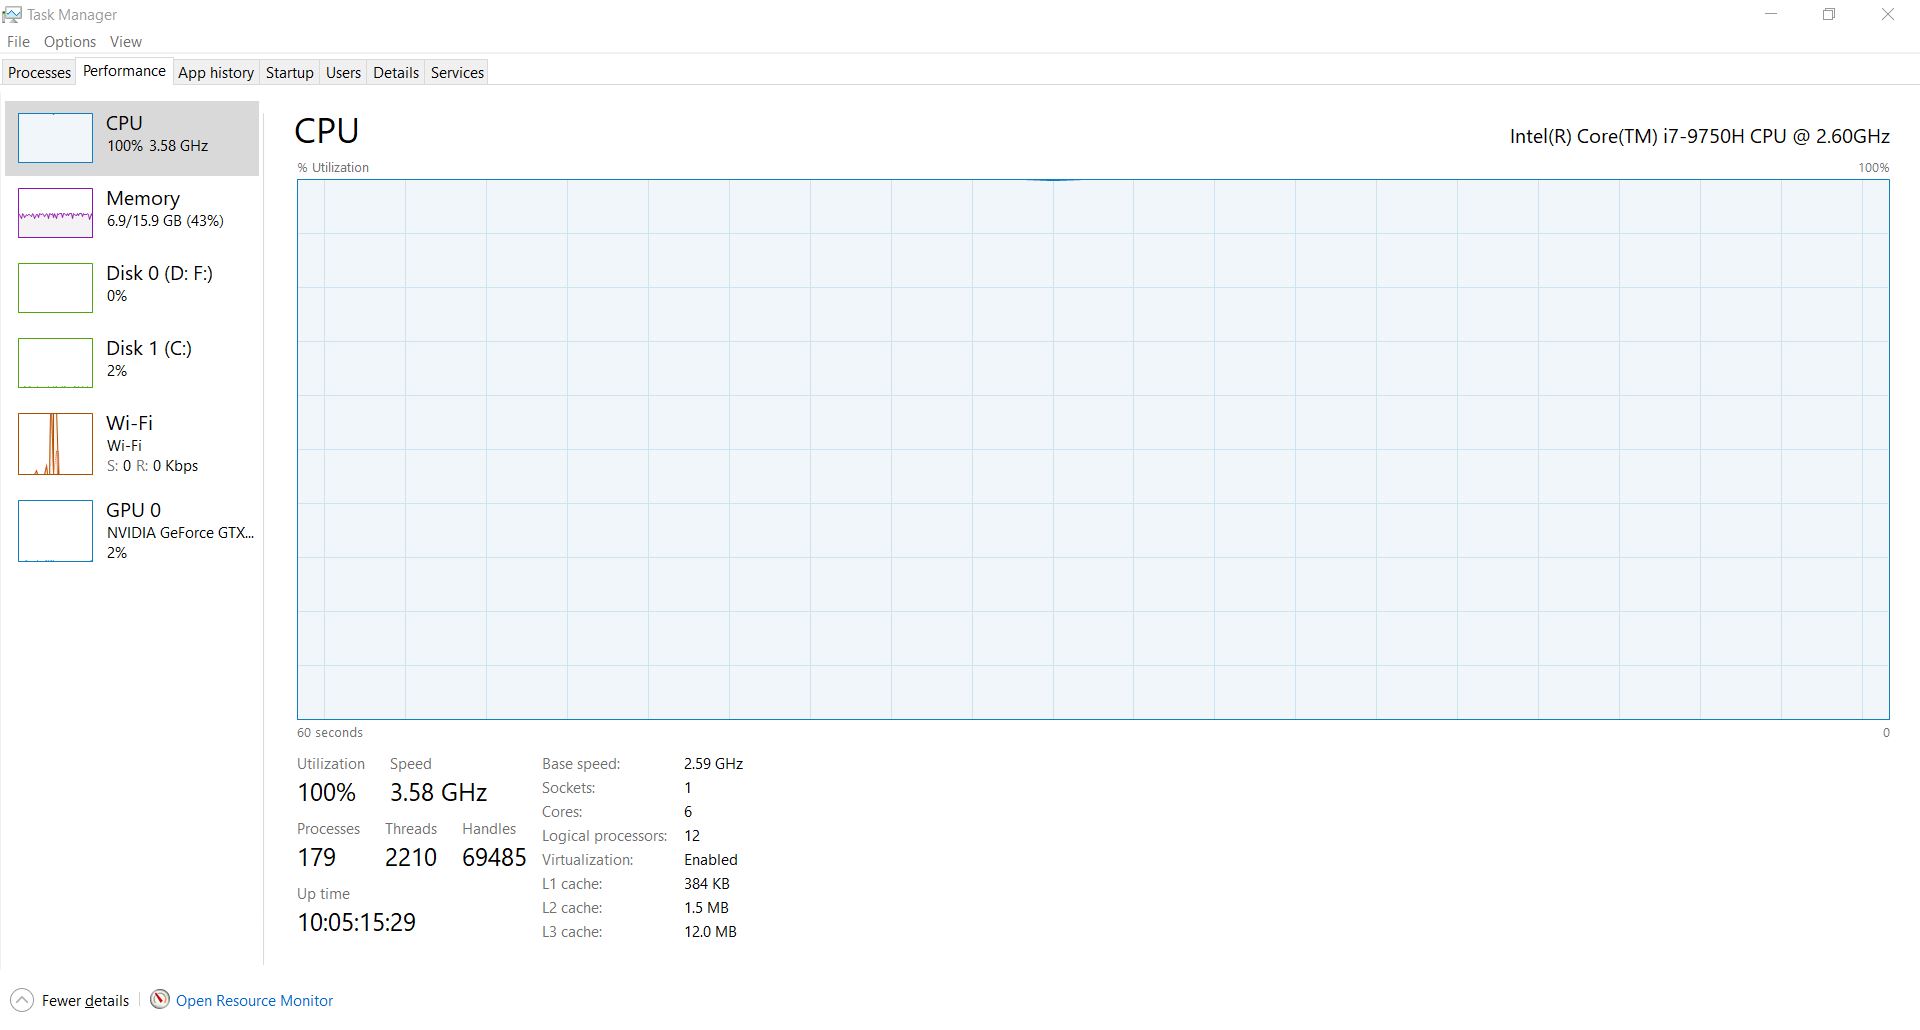 Task Manager
File Options View
Processes Performance App history Startup Users Details Services
CPU
100% 3.58 GHz
Memory
6.9/15.9 GB (43%)
Disk 0 (D: F:)
0%
Disk 1 (C:)
2%
Wi-Fi
Wi-Fi
S: 0 R: 0 Kbps
GPU 0
NVIDIA GeForce GTX...
2%
CPU
Intel(R) Core(TM) i7-9750H CPU @ 2.60GHz
% Utilization 100%
60 seconds 0
Utilization Speed
100% 3.58 GHz
Processes Threads Handles
179 2210 69485
Up time
10:05:15:29
Base speed: 2.59 GHz
Sockets: 1
Cores: 6
Logical processors: 12
Virtualization: Enabled
L1 cache: 384 KB
L2 cache: 1.5 MB
L3 cache: 12.0 MB
Fewer details Open Resource Monitor